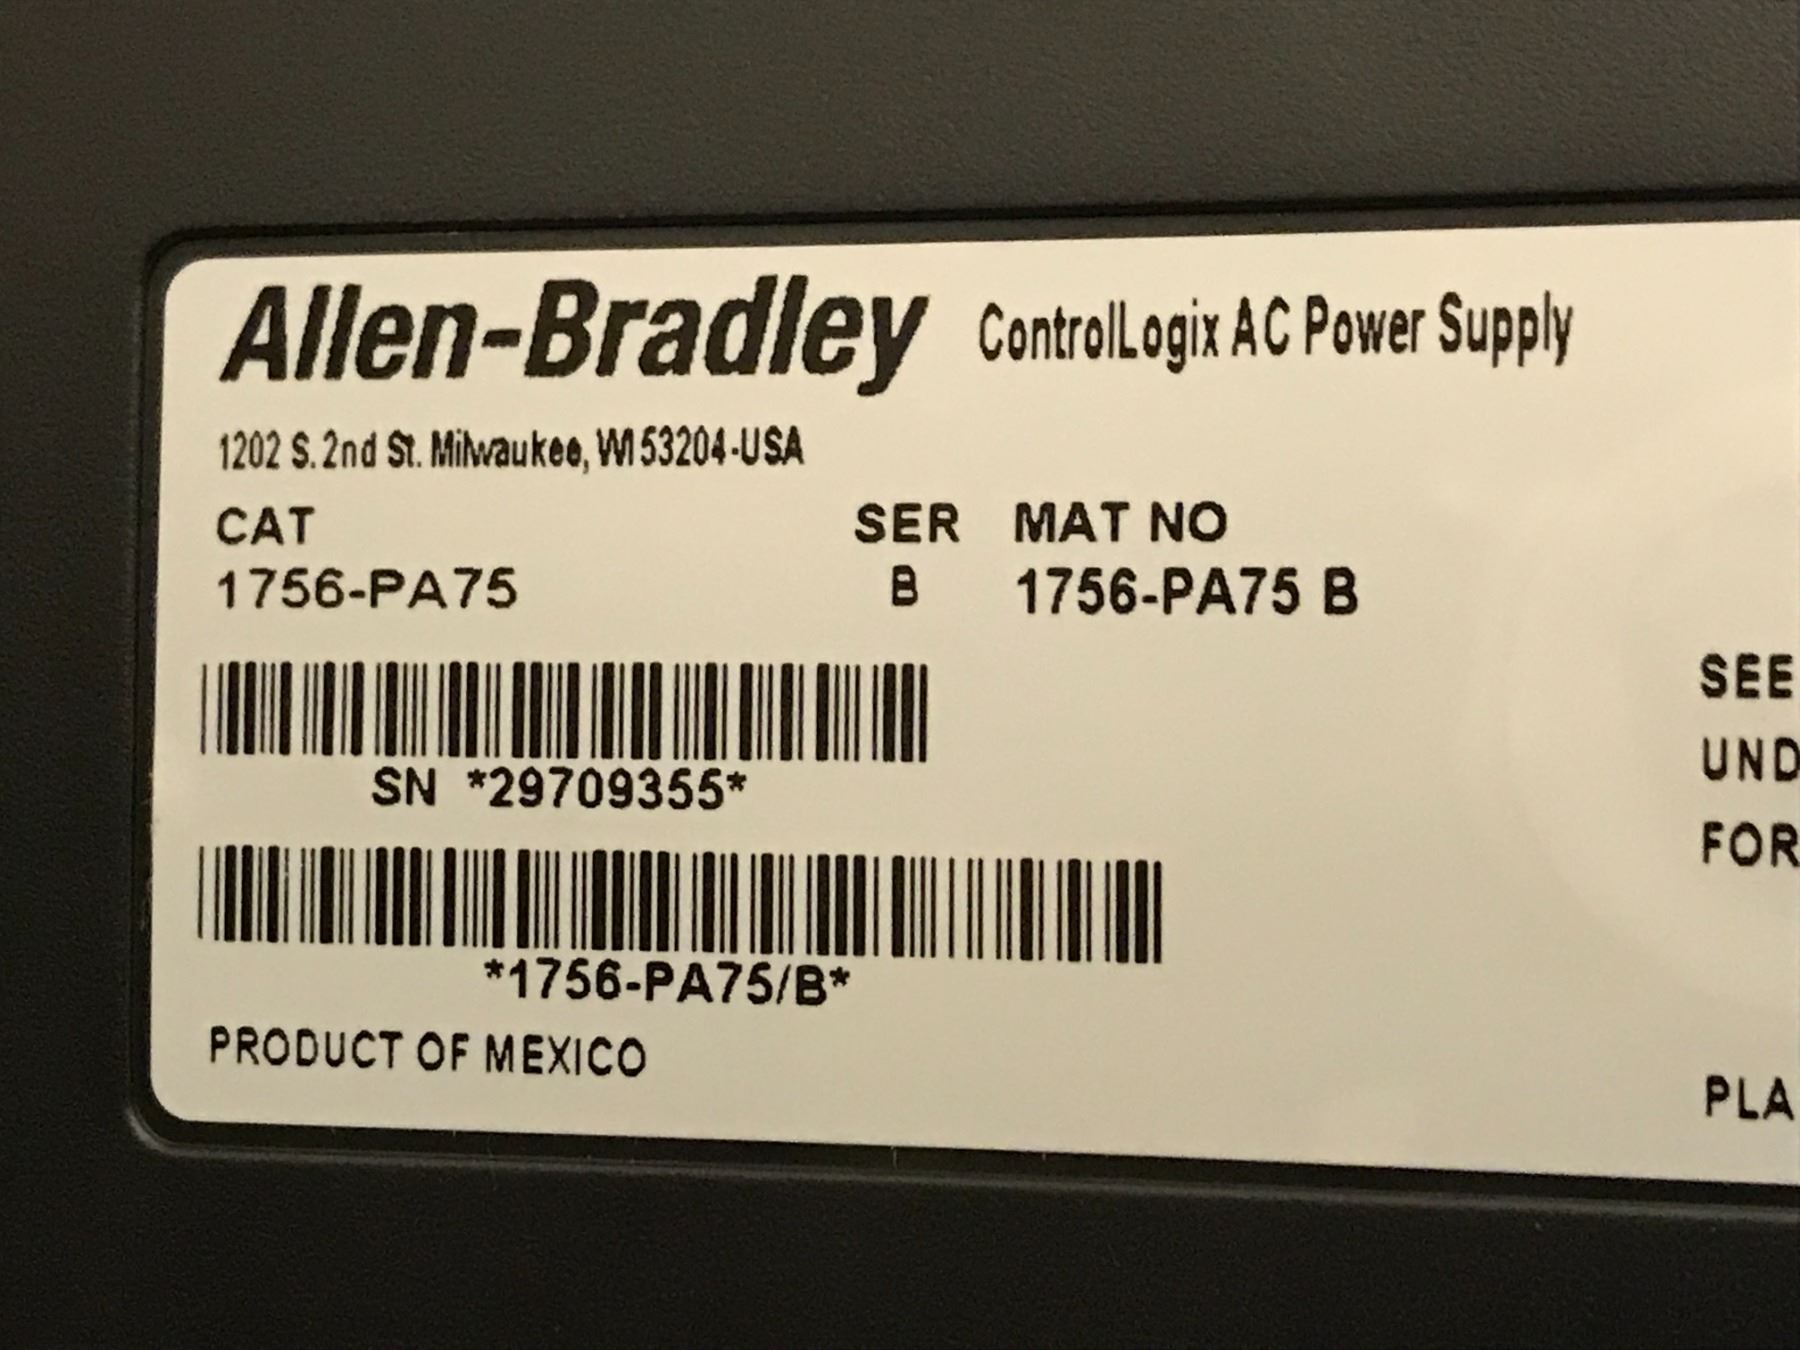 Allen-Bradley ControlLogix AC Power Supply
1202 S. 2nd St. Milwaukee, WI 53204-USA
CAT SER MAT NO
1756-PA75 B 1756-PA75 B
SEE
UND
SN *29709355*
FOR
*1756-PA75/B*
PRODUCT OF MEXICO
PLA